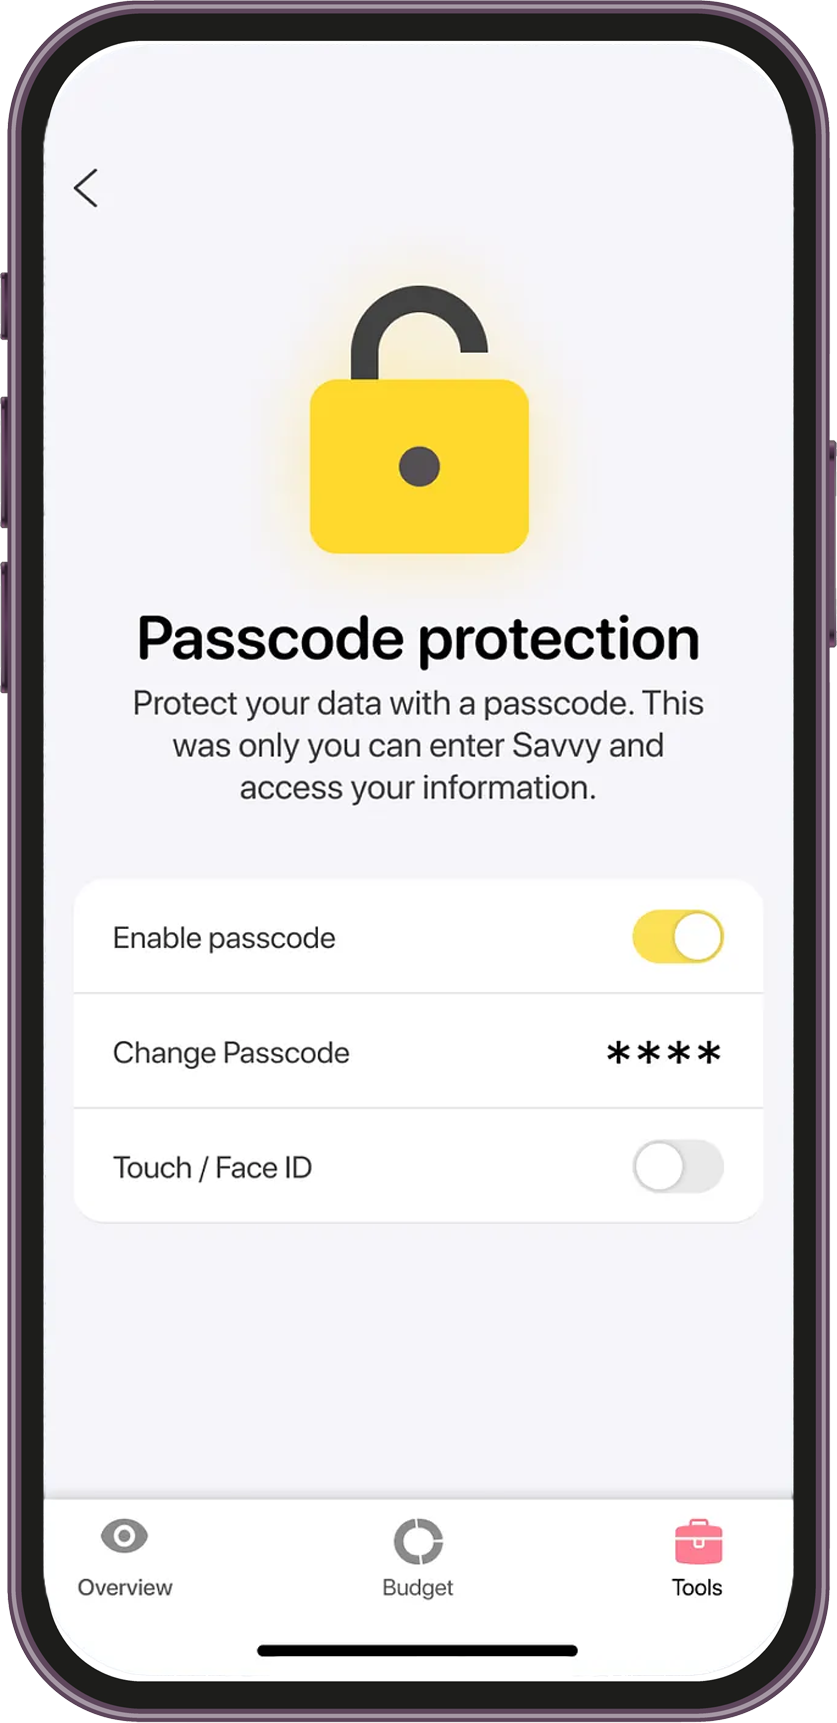 Passcode protection
Protect your data with a passcode. This
was only you can enter Savvy and
access your information.
Enable passcode
Change Passcode ****
Touch / Face ID
Overview Budget Tools